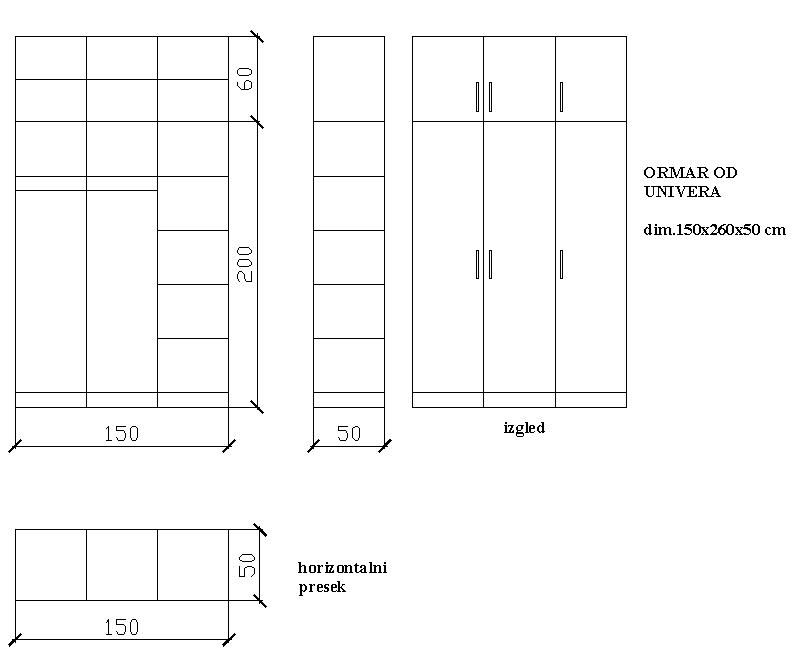 60
200
150
50
ORMAR OD
UNIVERA
dim.150x260x50 cm
izgled
50
150
horizontalni
presek